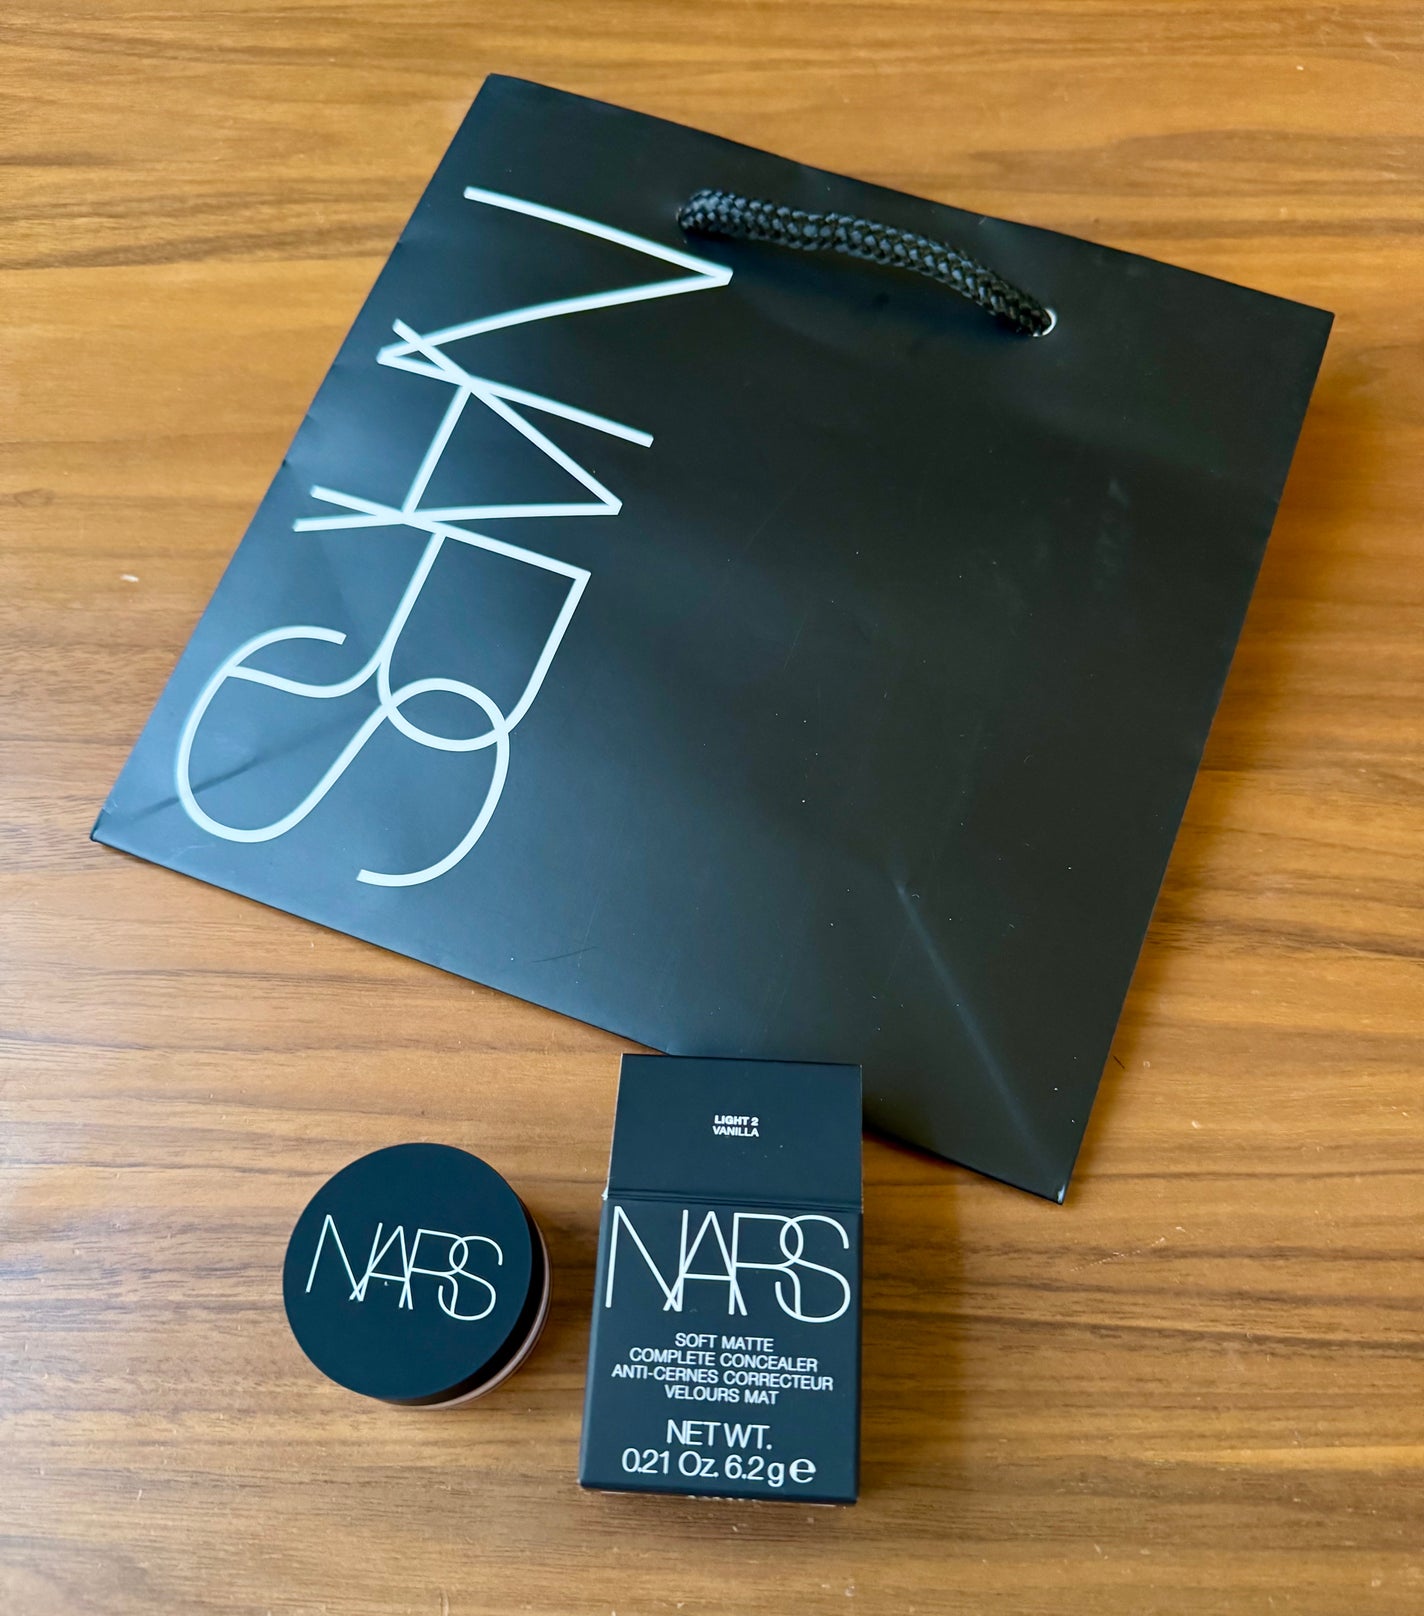 NARS
NARS
LIGHT 2
VANILLA
NARS
SOFT MATTE
COMPLETE CONCEALER
ANTI-CERNES CORRECTEUR
VELOURS MAT
NET WT.
0.21 Oz. 6.2 g ℮